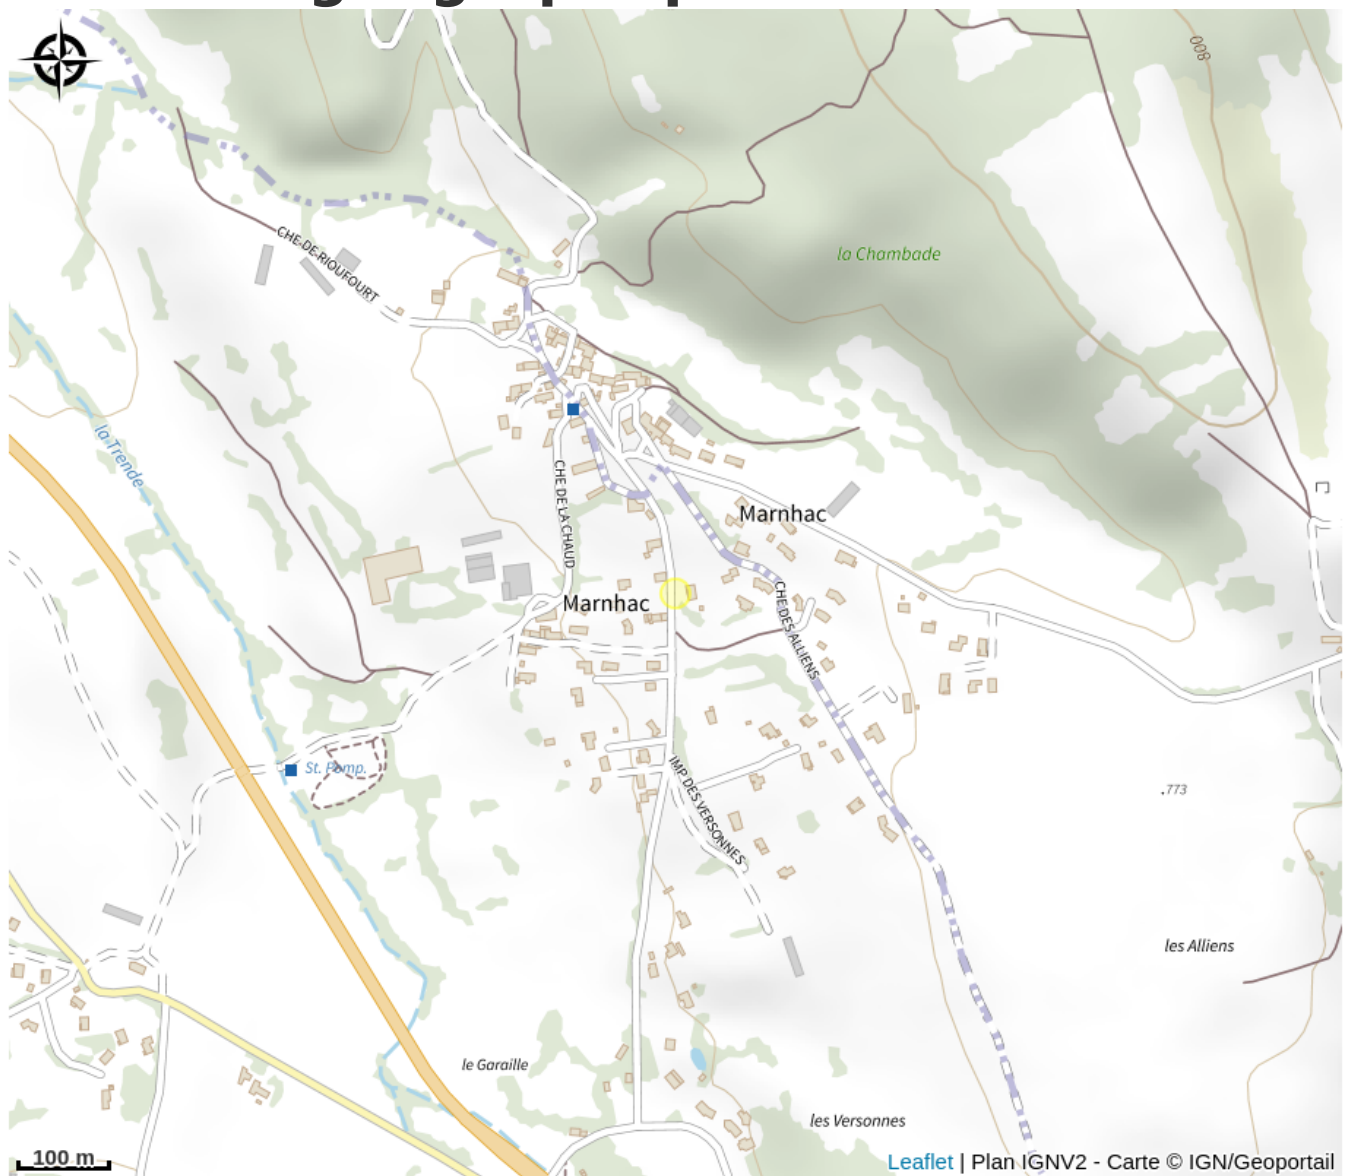 800
CHE DE RIOUFOURT
la Chambade
la Trende
CHE DE LA CHAUD
Marnhac
Marnhac
CHE DES ALLIENS
St. Pomp.
IMP DES VERSONNES
.773
les Alliens
le Garaille
les Versonnes
100 m
Leaflet | Plan IGNV2 - Carte © IGN/Geoportail